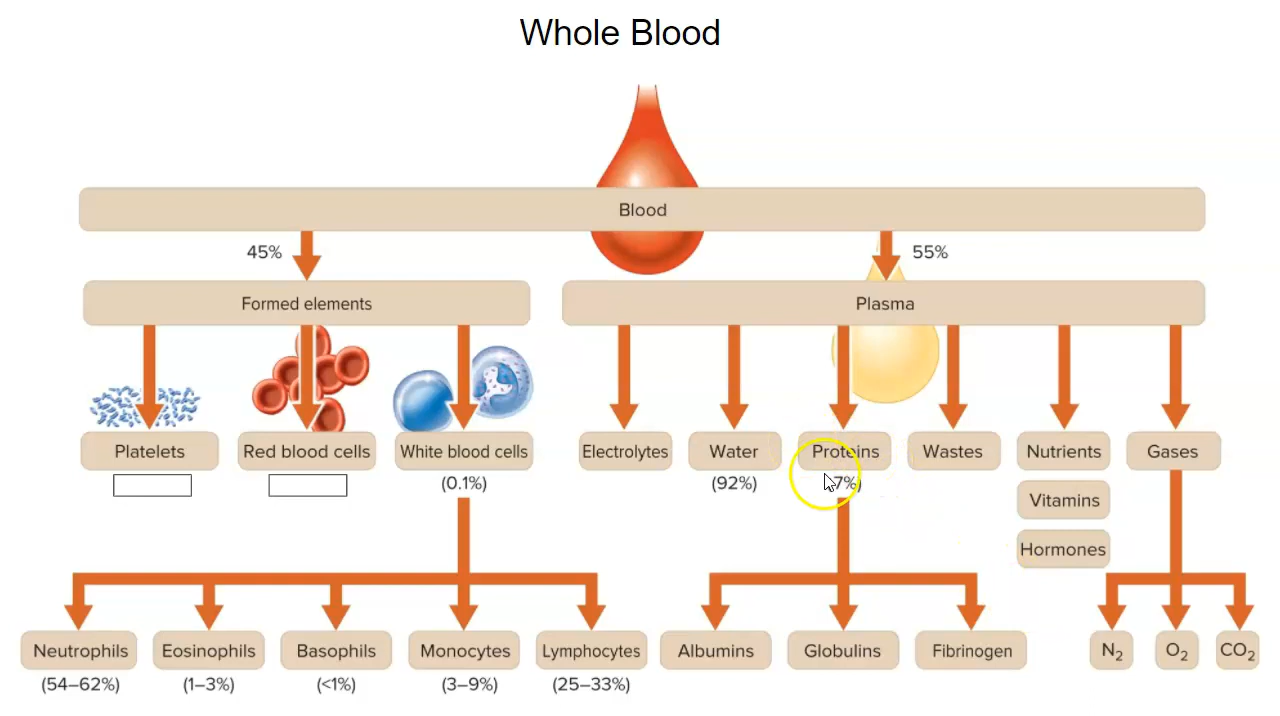 Whole Blood
Blood
45%
55%
Formed elements
Plasma
Platelets
Red blood cells
White blood cells
Electrolytes
Water
Proteins
Wastes
Nutrients
Gases
(0.1%)
(92%)
7%)
Vitamins
Hormones
Neutrophils
Eosinophils
Basophils
Monocytes
Lymphocytes
Albumins
Globulins
Fibrinogen
N₂
O₂
CO₂
(54–62%)
(1–3%)
(<1%)
(3–9%)
(25–33%)